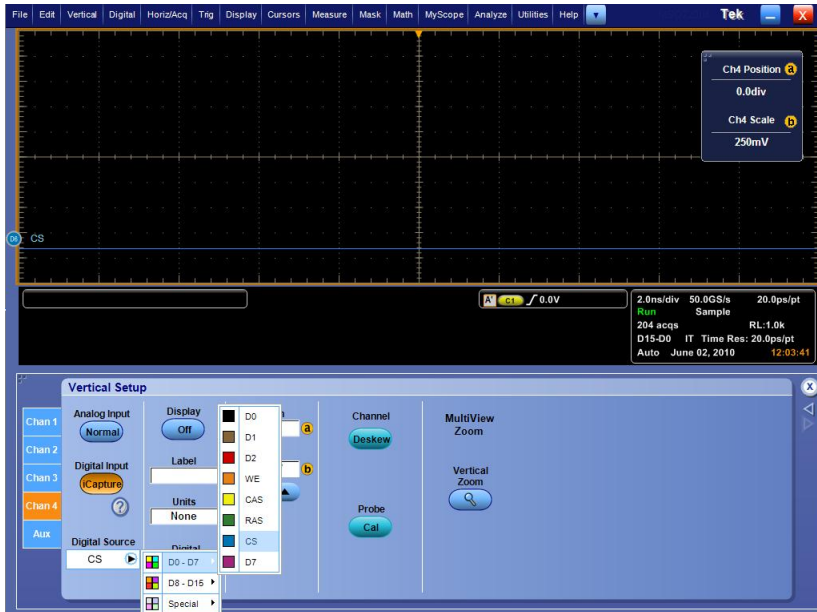 File Edit Vertical Digital Horiz/Acq Trig Display Cursors Measure Mask Math MyScope Analyze Utilities Help Tek X
Ch4 Position a
0.0div
Ch4 Scale b
250mV
D6 CS
A' C1 0.0V
2.0ns/div 50.0GS/s 20.0ps/pt
Run Sample
204 acqs RL:1.0k
D15-D0 IT Time Res: 20.0ps/pt
Auto June 02, 2010 12:03:41
Vertical Setup
X
Chan 1
Chan 2
Chan 3
Chan 4
Aux
Analog Input
Normal
Digital Input
iCapture
?
Digital Source
CS
Display
Off
Label
Units
None
Digital
D0 - D7
D8 - D15
Special
D0
D1
D2
WE
CAS
RAS
CS
D7
n
a
b
Channel
Deskew
Probe
Cal
MultiView
Zoom
Vertical
Zoom